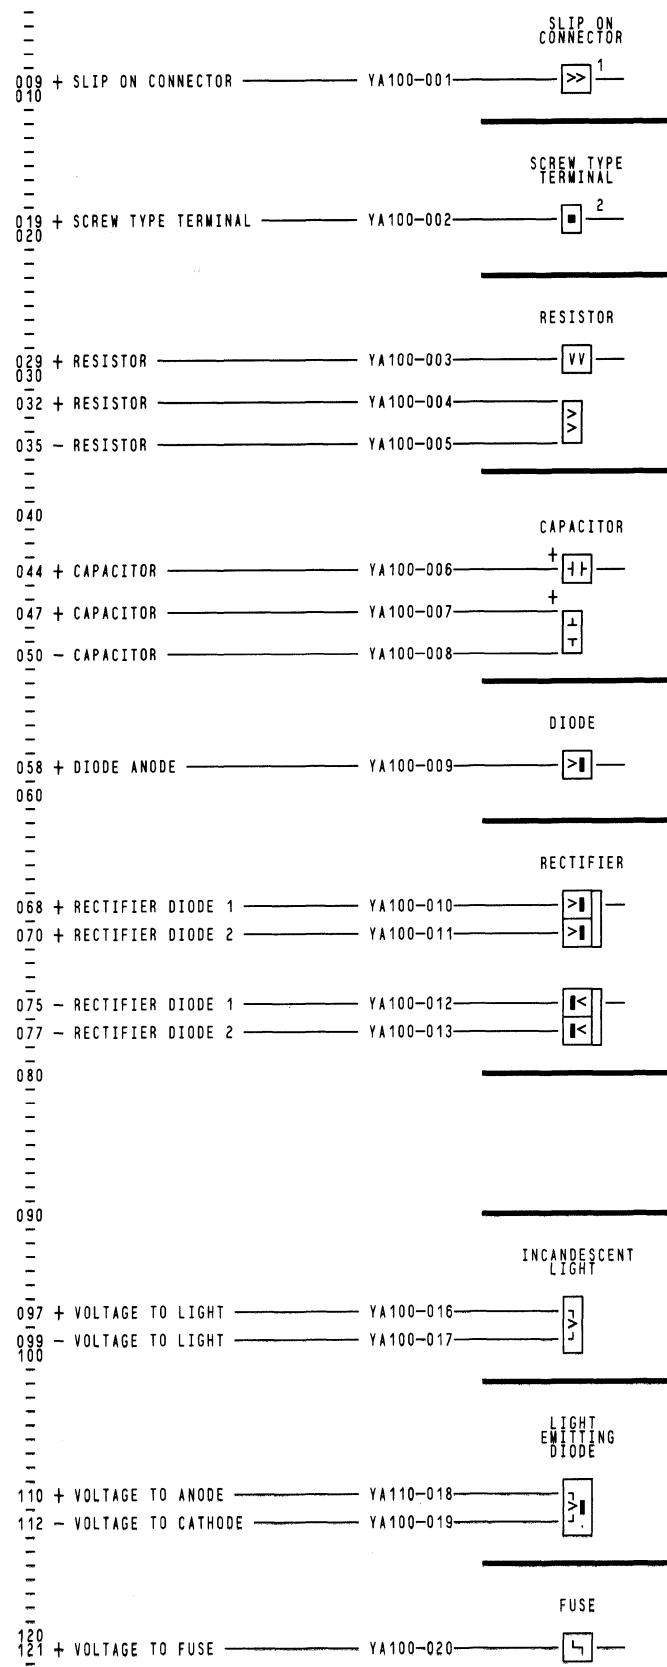 SLIP ON
CONNECTOR
009 + SLIP ON CONNECTOR YA100-001 >> 1
010
SCREW TYPE
TERMINAL
019 + SCREW TYPE TERMINAL YA100-002 2
020
RESISTOR
029 + RESISTOR YA100-003 VV
030
032 + RESISTOR YA100-004
035 - RESISTOR YA100-005
040
CAPACITOR
044 + CAPACITOR YA100-006 +
047 + CAPACITOR YA100-007 +
050 - CAPACITOR YA100-008
DIODE
058 + DIODE ANODE YA100-009
060
RECTIFIER
068 + RECTIFIER DIODE 1 YA100-010
070 + RECTIFIER DIODE 2 YA100-011
075 - RECTIFIER DIODE 1 YA100-012
077 - RECTIFIER DIODE 2 YA100-013
080
090
INCANDESCENT
LIGHT
097 + VOLTAGE TO LIGHT YA100-016
099 - VOLTAGE TO LIGHT YA100-017
100
LIGHT
EMITTING
DIODE
110 + VOLTAGE TO ANODE YA110-018
112 - VOLTAGE TO CATHODE YA100-019
FUSE
120
121 + VOLTAGE TO FUSE YA100-020